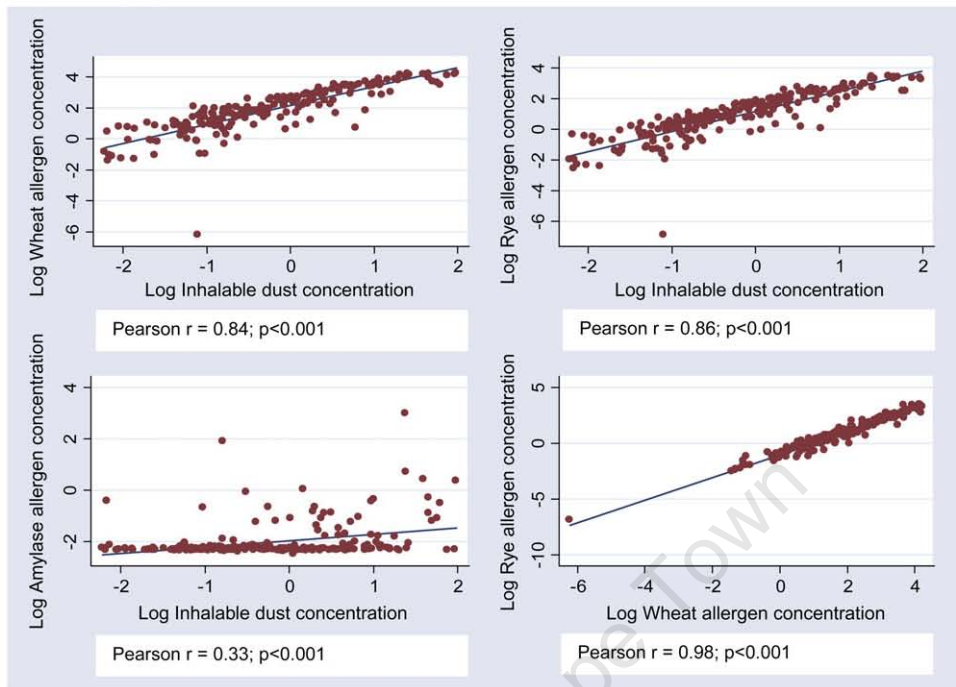 Log Wheat allergen concentration
4
2
0
-2
-4
-6
-2 -1 0 1 2
Log Inhalable dust concentration
Pearson r = 0.84; p<0.001
Log Rye allergen concentration
4
2
0
-2
-4
-6
-2 -1 0 1 2
Log Inhalable dust concentration
Pearson r = 0.86; p<0.001
Log Amylase allergen concentration
4
2
0
-2
-2 -1 0 1 2
Log Inhalable dust concentration
Pearson r = 0.33; p<0.001
Log Rye allergen concentration
5
0
-5
-10
-6 -4 -2 0 2 4
Log Wheat allergen concentration
Pearson r = 0.98; p<0.001
pe Town